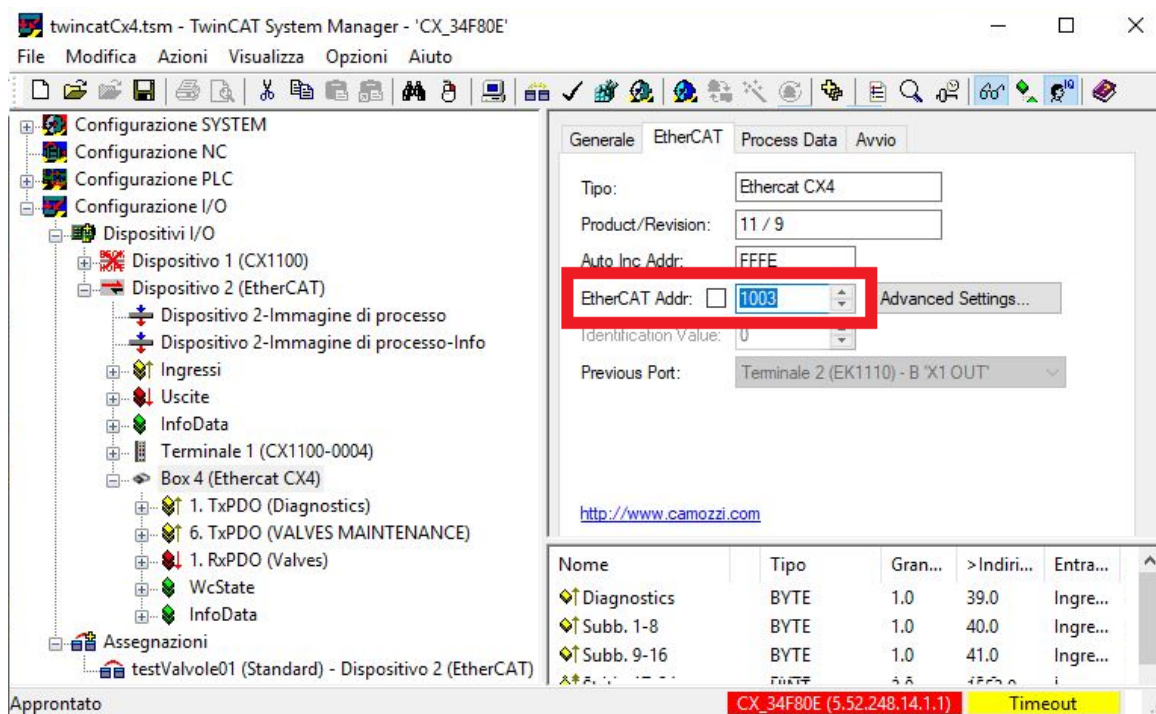 twincatCx4.tsm - TwinCAT System Manager - 'CX_34F80E'
File Modifica Azioni Visualizza Opzioni Aiuto
Configurazione SYSTEM
Configurazione NC
Configurazione PLC
Configurazione I/O
Dispositivi I/O
Dispositivo 1 (CX1100)
Dispositivo 2 (EtherCAT)
Dispositivo 2-Immagine di processo
Dispositivo 2-Immagine di processo-Info
Ingressi
Uscite
InfoData
Terminale 1 (CX1100-0004)
Box 4 (Ethercat CX4)
1. TxPDO (Diagnostics)
6. TxPDO (VALVES MAINTENANCE)
1. RxPDO (Valves)
WcState
InfoData
Assegnazioni
testValvole01 (Standard) - Dispositivo 2 (EtherCAT)
Generale EtherCAT Process Data Avvio
Tipo: Ethercat CX4
Product/Revision: 11 / 9
Auto Inc Addr: FFFE
EtherCAT Addr: 1003 Advanced Settings...
Identification Value: 0
Previous Port: Terminale 2 (EK1110) - B 'X1 OUT'
http://www.camozzi.com
Nome Tipo Gran... >Indiri... Entra...
Diagnostics BYTE 1.0 39.0 Ingre...
Subb. 1-8 BYTE 1.0 40.0 Ingre...
Subb. 9-16 BYTE 1.0 41.0 Ingre...
Approntato CX_34F80E (5.52.248.14.1.1) Timeout